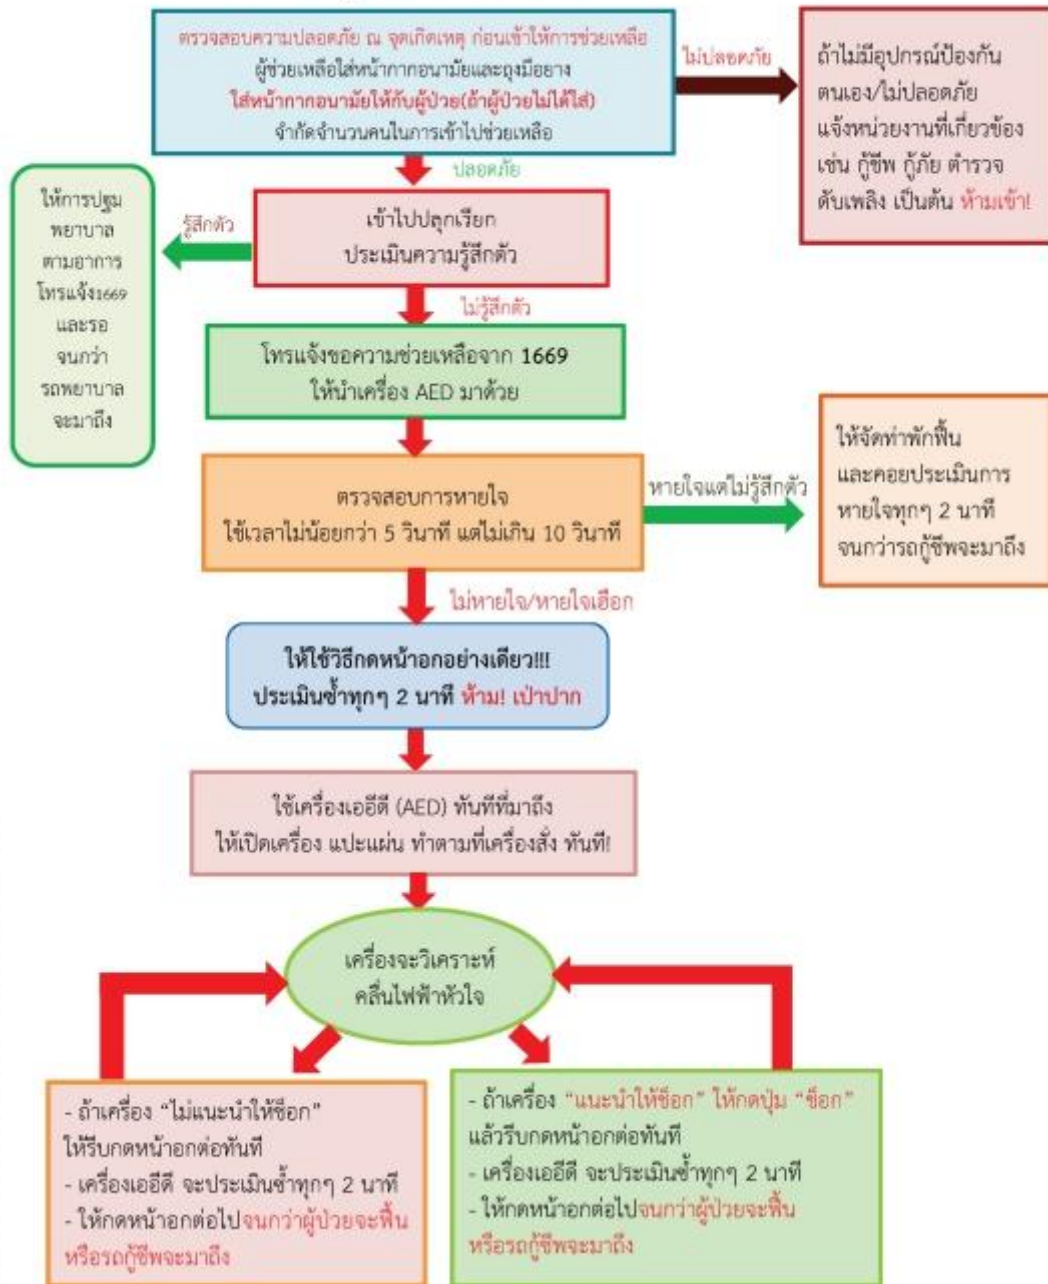 ตรวจสอบความปลอดภัย ณ จุดเกิดเหตุ ก่อนเข้าให้การช่วยเหลือ
ผู้ช่วยเหลือใส่หน้ากากอนามัยและถุงมือยาง
ใส่หน้ากากอนามัยให้กับผู้ป่วย(ถ้าผู้ป่วยไม่ได้ใส่)
จำกัดจำนวนคนในการเข้าไปช่วยเหลือ
ไม่ปลอดภัย
ถ้าไม่มีอุปกรณ์ป้องกัน
ตนเอง/ไม่ปลอดภัย
แจ้งหน่วยงานที่เกี่ยวข้อง
เช่น กู้ชีพ กู้ภัย ตำรวจ
ดับเพลิง เป็นต้น ห้ามเข้า!
ปลอดภัย
เข้าไปปลุกเรียก
ประเมินความรู้สึกตัว
รู้สึกตัว
ให้การปฐม
พยาบาล
ตามอาการ
โทรแจ้ง1669
และรอ
จนกว่า
รถพยาบาล
จะมาถึง
ไม่รู้สึกตัว
โทรแจ้งขอความช่วยเหลือจาก 1669
ให้นำเครื่อง AED มาด้วย
ตรวจสอบการหายใจ
ใช้เวลาไม่น้อยกว่า 5 วินาที แต่ไม่เกิน 10 วินาที
หายใจแต่ไม่รู้สึกตัว
ให้จัดท่าพักฟื้น
และคอยประเมินการ
หายใจทุกๆ 2 นาที
จนกว่ารถกู้ชีพจะมาถึง
ไม่หายใจ/หายใจเฮือก
ให้ใช้วิธีกดหน้าอกอย่างเดียว!!!
ประเมินซ้ำทุกๆ 2 นาที ห้าม! เป่าปาก
ใช้เครื่องเออีดี (AED) ทันทีที่มาถึง
ให้เปิดเครื่อง แปะแผ่น ทำตามที่เครื่องสั่ง ทันที!
เครื่องจะวิเคราะห์
คลื่นไฟฟ้าหัวใจ
- ถ้าเครื่อง “ไม่แนะนำให้ช็อก”
ให้รีบกดหน้าอกต่อทันที
- เครื่องเออีดี จะประเมินซ้ำทุกๆ 2 นาที
- ให้กดหน้าอกต่อไปจนกว่าผู้ป่วยจะฟื้น
หรือรถกู้ชีพจะมาถึง
- ถ้าเครื่อง “แนะนำให้ช็อก” ให้กดปุ่ม “ช็อก”
แล้วรีบกดหน้าอกต่อทันที
- เครื่องเออีดี จะประเมินซ้ำทุกๆ 2 นาที
- ให้กดหน้าอกต่อไปจนกว่าผู้ป่วยจะฟื้น
หรือรถกู้ชีพจะมาถึง